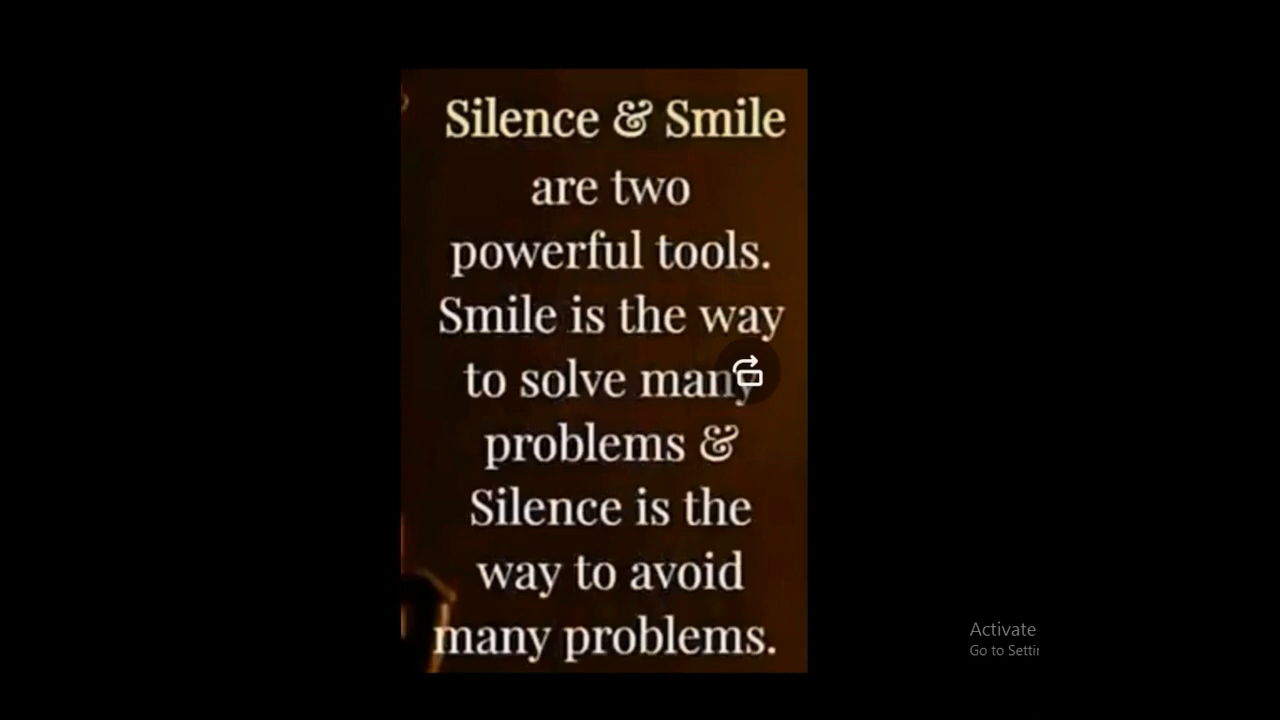 Silence & Smile
are two
powerful tools.
Smile is the way
to solve many
problems &
Silence is the
way to avoid
many problems.
Activate
Go to Settin